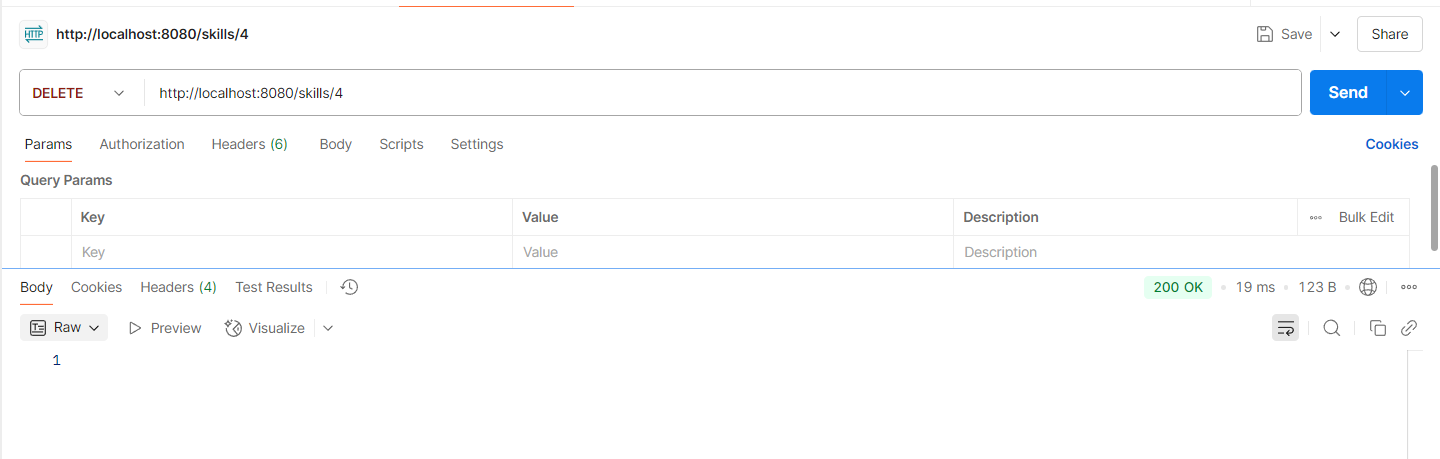 HTTP http://localhost:8080/skills/4 Save Share
DELETE http://localhost:8080/skills/4 Send
Params Authorization Headers (6) Body Scripts Settings Cookies
Query Params
Key Value Description Bulk Edit
Key Value Description
Body Cookies Headers (4) Test Results 200 OK 19 ms 123 B
Raw Preview Visualize
1